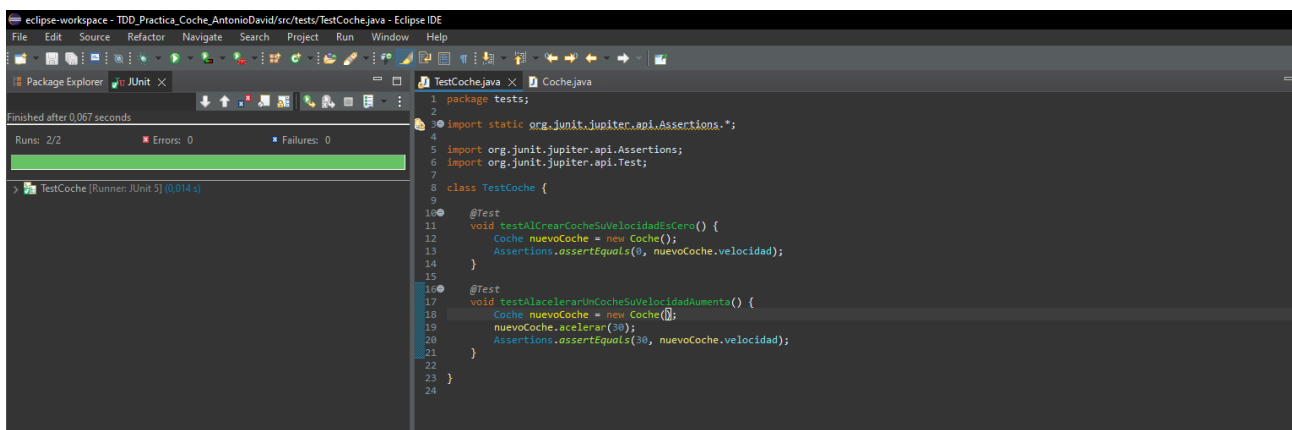 eclipse-workspace - TDD_Practica_Coche_AntonioDavid/src/tests/TestCoche.java - Eclipse IDE
File Edit Source Refactor Navigate Search Project Run Window Help
Package Explorer JUnit
TestCoche.java Coche.java
Finished after 0,067 seconds
Runs: 2/2 Errors: 0 Failures: 0
TestCoche [Runner: JUnit 5] (0,014 s)
1 package tests;
2
3 import static org.junit.jupiter.api.Assertions.*;
4
5 import org.junit.jupiter.api.Assertions;
6 import org.junit.jupiter.api.Test;
7
8 class TestCoche {
9
10 @Test
11 void testAlCrearCocheSuVelocidadEsCero() {
12 Coche nuevoCoche = new Coche();
13 Assertions.assertEquals(0, nuevoCoche.velocidad);
14 }
15
16 @Test
17 void testAlacelerarUnCocheSuVelocidadAumenta() {
18 Coche nuevoCoche = new Coche();
19 nuevoCoche.acelerar(30);
20 Assertions.assertEquals(30, nuevoCoche.velocidad);
21 }
22
23 }
24